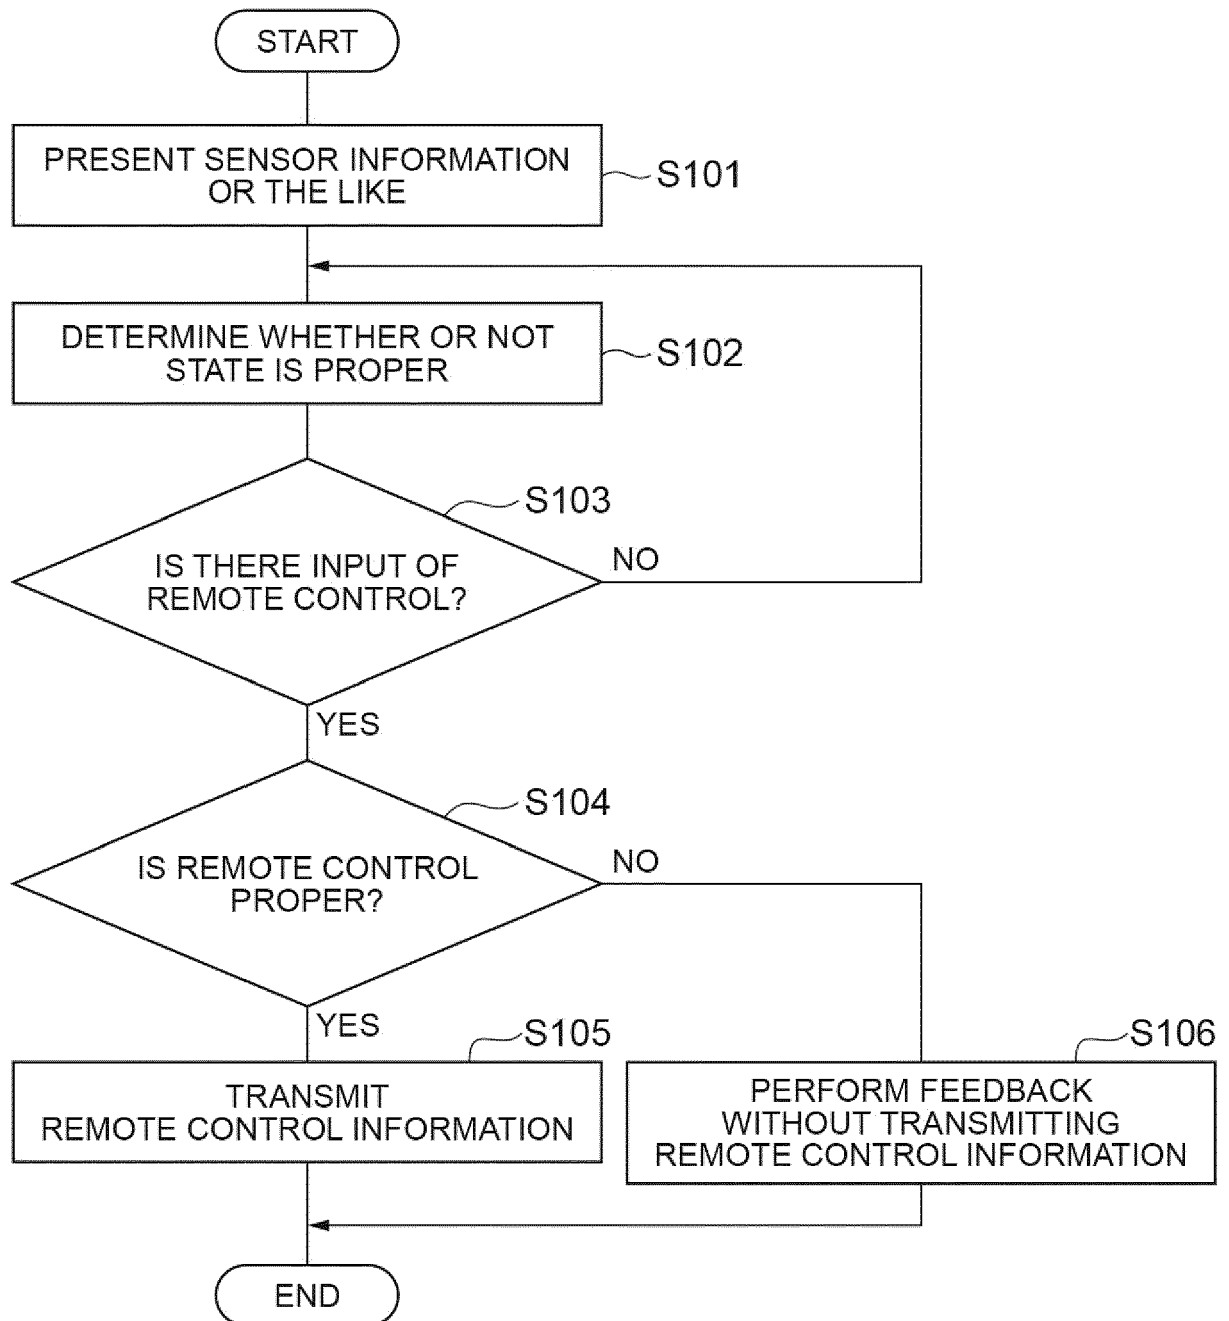 START
PRESENT SENSOR INFORMATION
OR THE LIKE
S101
DETERMINE WHETHER OR NOT
STATE IS PROPER
S102
S103
IS THERE INPUT OF
REMOTE CONTROL?
NO
YES
S104
IS REMOTE CONTROL
PROPER?
NO
YES
S105
TRANSMIT
REMOTE CONTROL INFORMATION
S106
PERFORM FEEDBACK
WITHOUT TRANSMITTING
REMOTE CONTROL INFORMATION
END